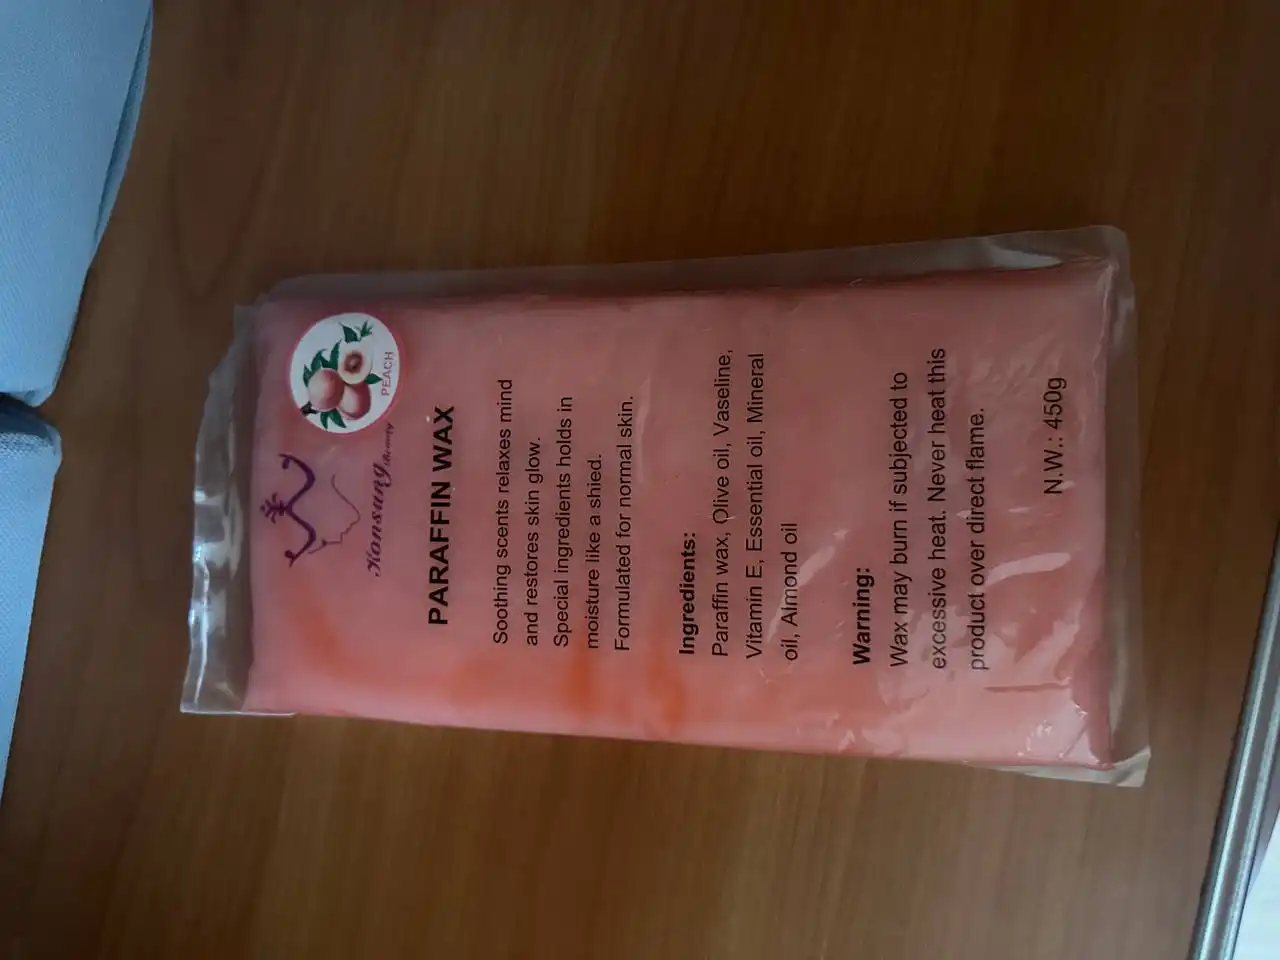 PEACH
Konsung
Beauty
PARAFFIN WAX
Soothing scents relaxes mind
and restores skin glow.
Special ingredients holds in
moisture like a shied.
Formulated for normal skin.
Ingredients:
Paraffin wax, Olive oil, Vaseline,
Vitamin E, Essential oil, Mineral
oil, Almond oil
Warning:
Wax may burn if subjected to
excessive heat. Never heat this
product over direct flame.
N.W.: 450g